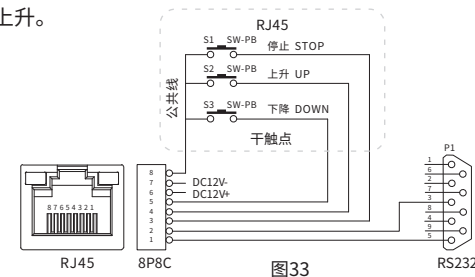 上升。
RJ45
S1 SW-PB 停止 STOP
S2 SW-PB 上升 UP
S3 SW-PB 下降 DOWN
公共线
干触点
8 7 6 5 4 3 2 1
RJ45
8
7 DC12V-
6 DC12V+
5
4
3
2
1
8P8C
P1
1
6
2
7
3
8
4
9
5
RS232
图33